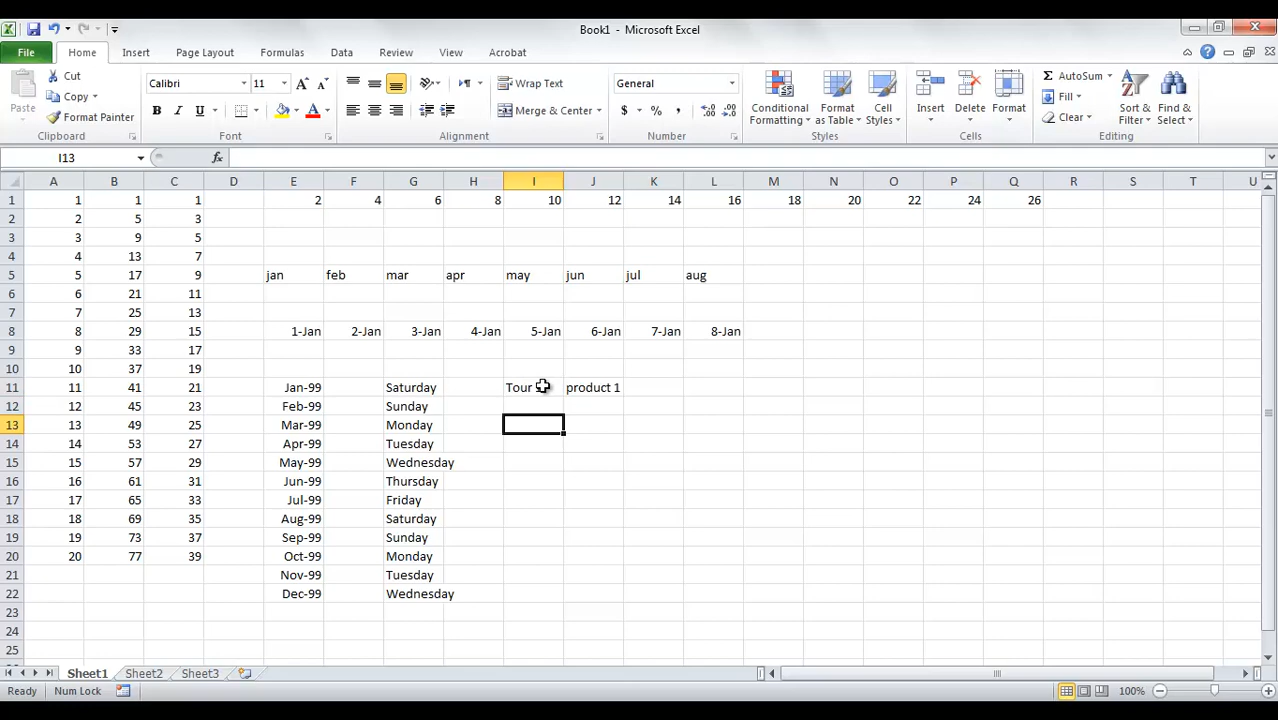 Book1 - Microsoft Excel
File Home Insert Page Layout Formulas Data Review View Acrobat
Paste Cut Copy Format Painter Clipboard
Calibri 11 A A B I U A Font
Wrap Text Merge & Center Alignment
General $ % , Number
Conditional Formatting Format as Table Cell Styles Styles
Insert Delete Format Cells
Σ AutoSum Fill Clear Sort & Filter Find & Select Editing
I13 fx
A B C D E F G H I J K L M N O P Q R S T U
1 1 1 1 2 4 6 8 10 12 14 16 18 20 22 24 26
2 2 5 3
3 3 9 5
4 4 13 7
5 5 17 9 jan feb mar apr may jun jul aug
6 6 21 11
7 7 25 13
8 8 29 15 1-Jan 2-Jan 3-Jan 4-Jan 5-Jan 6-Jan 7-Jan 8-Jan
9 9 33 17
10 10 37 19
11 11 41 21 Jan-99 Saturday Tour product 1
12 12 45 23 Feb-99 Sunday
13 13 49 25 Mar-99 Monday
14 14 53 27 Apr-99 Tuesday
15 15 57 29 May-99 Wednesday
16 16 61 31 Jun-99 Thursday
17 17 65 33 Jul-99 Friday
18 18 69 35 Aug-99 Saturday
19 19 73 37 Sep-99 Sunday
20 20 77 39 Oct-99 Monday
21 Nov-99 Tuesday
22 Dec-99 Wednesday
23
24
25
Sheet1 Sheet2 Sheet3
Ready Num Lock 100%